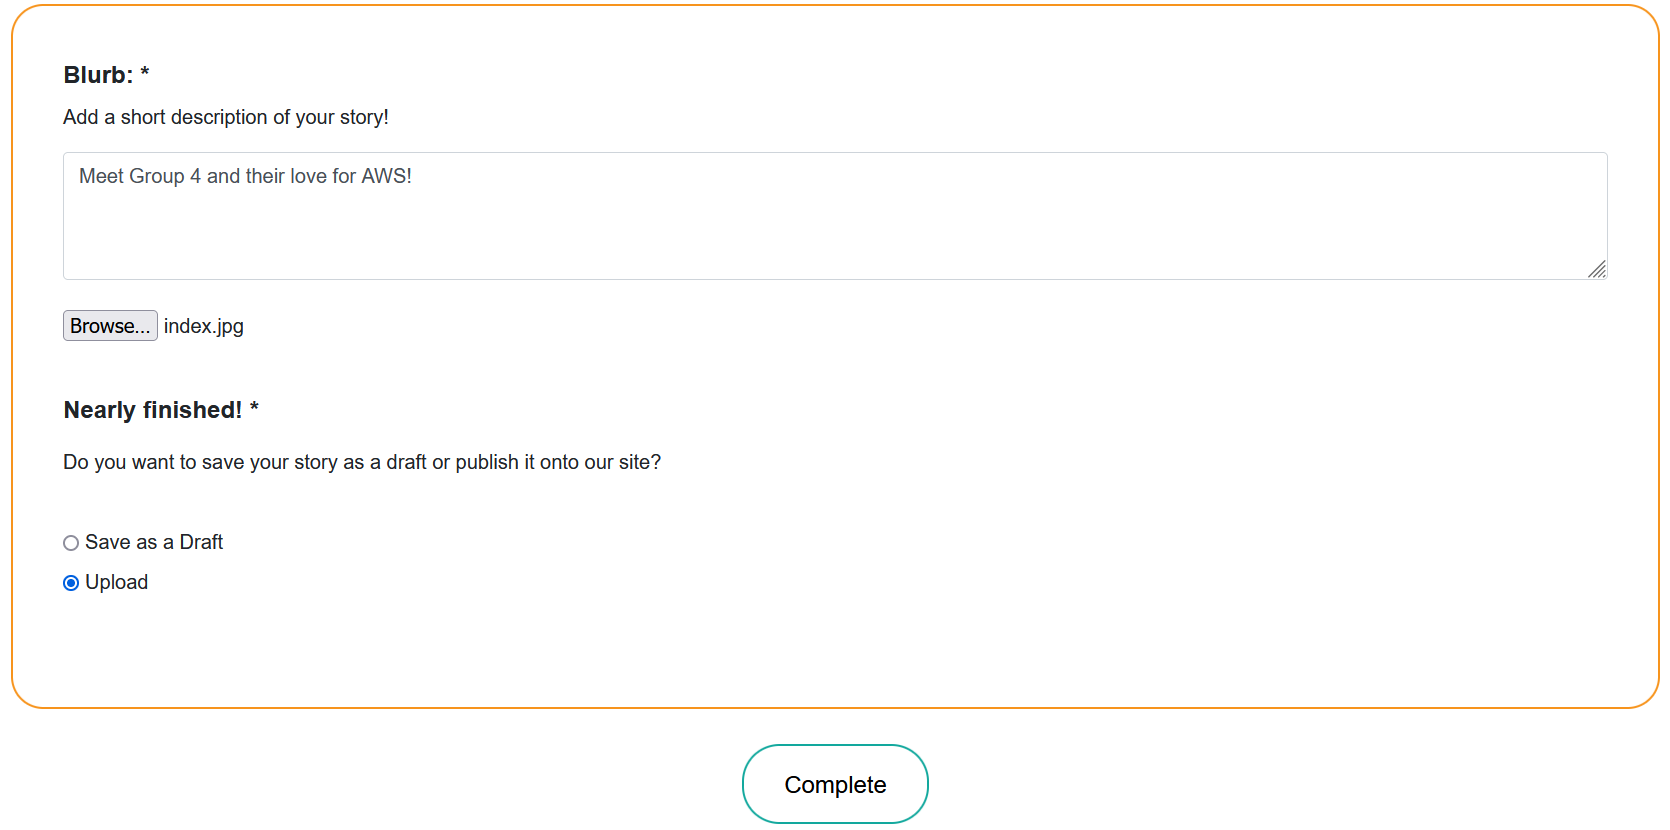 Blurb: *
Add a short description of your story!
Meet Group 4 and their love for AWS!
Browse... index.jpg
Nearly finished! *
Do you want to save your story as a draft or publish it onto our site?
Save as a Draft
Upload
Complete